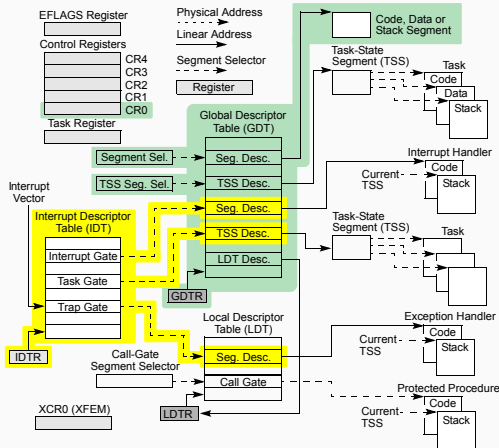 EFLAGS Register
Control Registers
CR4
CR3
CR2
CR1
CR0
Task Register
Physical Address
Linear Address
Segment Selector
Register
Code, Data or
Stack Segment
Task-State
Segment (TSS)
Task
Code
Data
Stack
Global Descriptor
Table (GDT)
Segment Sel.
Seg. Desc.
TSS Seg. Sel.
TSS Desc.
Interrupt Handler
Code
Current
TSS
Stack
Interrupt
Vector
Interrupt Descriptor
Table (IDT)
Seg. Desc.
TSS Desc.
Task-State
Segment (TSS)
Task
Interrupt Gate
LDT Desc.
Task Gate
GDTR
Trap Gate
Local Descriptor
Table (LDT)
Exception Handler
Code
Current
TSS
Stack
IDTR
Call-Gate
Segment Selector
Seg. Desc.
Call Gate
Protected Procedure
Code
Current
TSS
Stack
XCR0 (XFEM)
LDTR